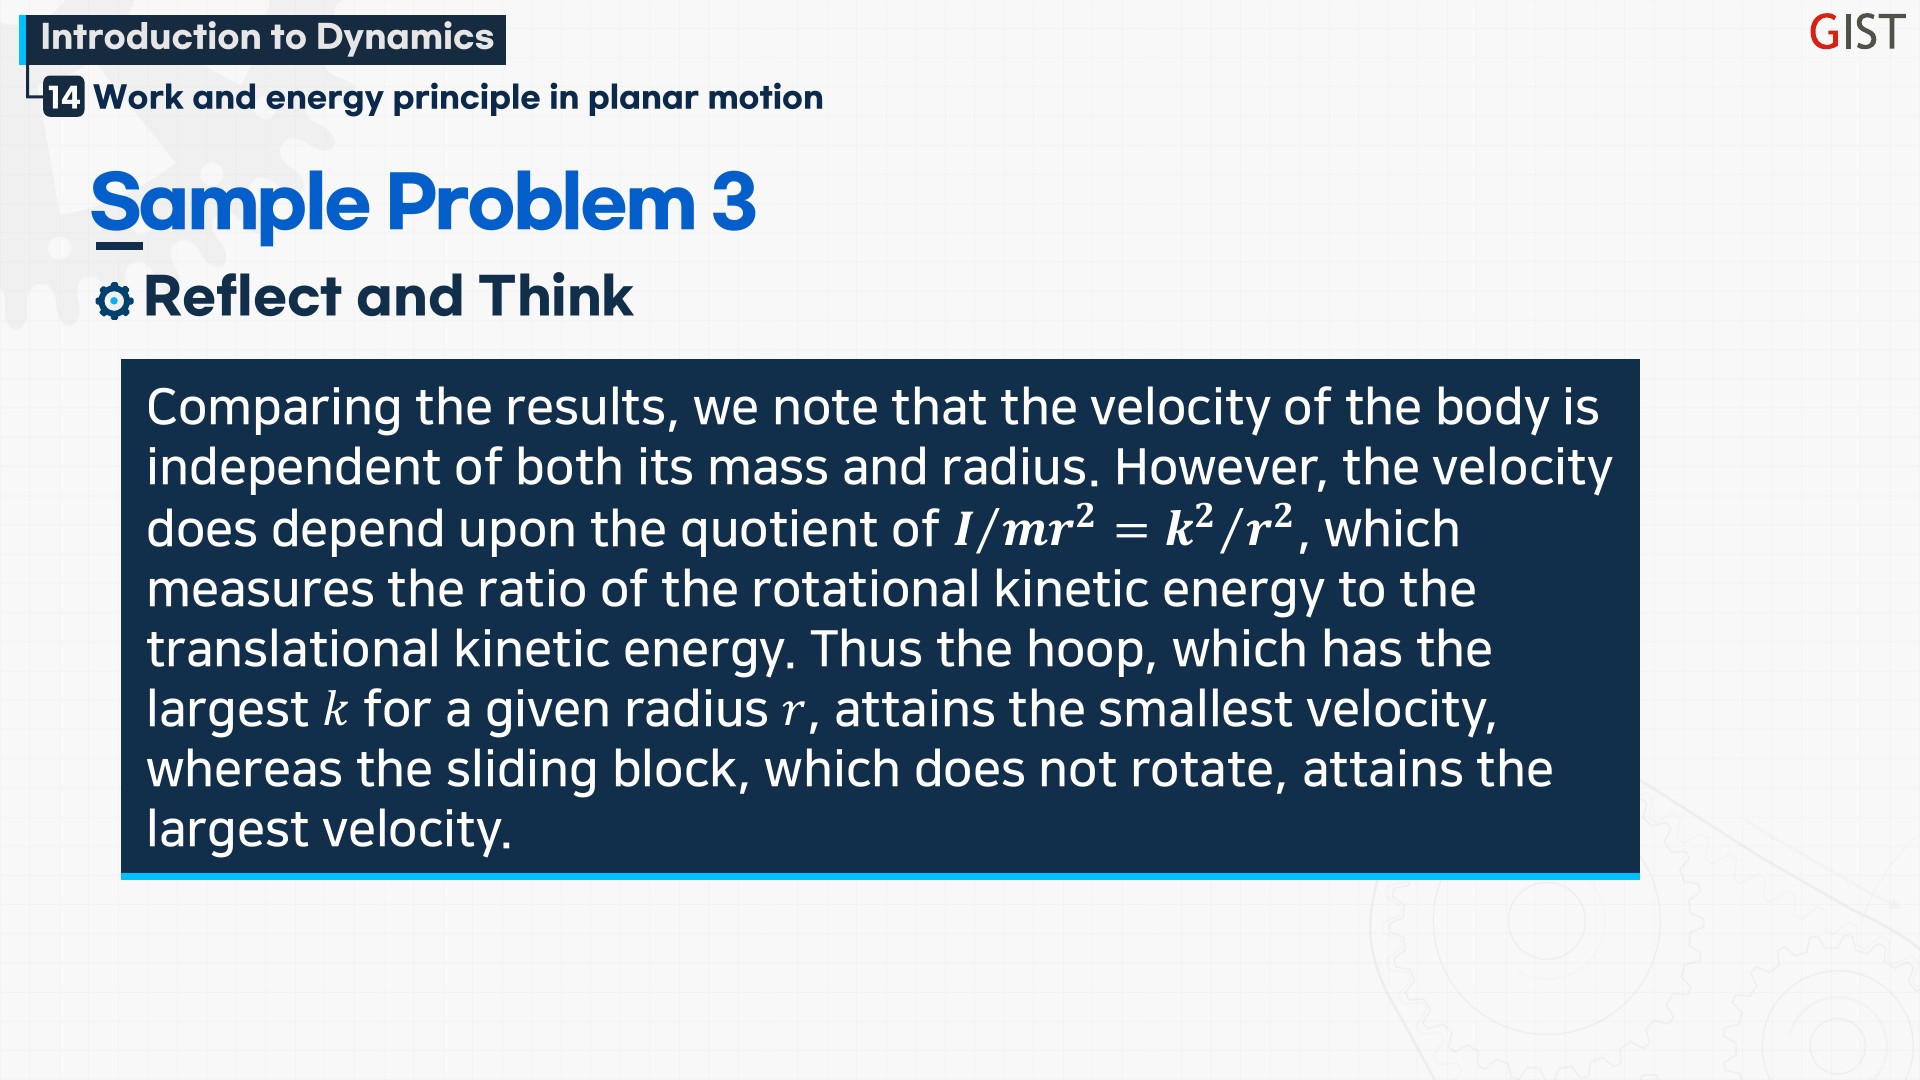 Introduction to Dynamics
GIST
14 Work and energy principle in planar motion
Sample Problem 3
Reflect and Think
Comparing the results, we note that the velocity of the body is
independent of both its mass and radius. However, the velocity
does depend upon the quotient of I/mr² = k²/r², which
measures the ratio of the rotational kinetic energy to the
translational kinetic energy. Thus the hoop, which has the
largest k for a given radius r, attains the smallest velocity,
whereas the sliding block, which does not rotate, attains the
largest velocity.